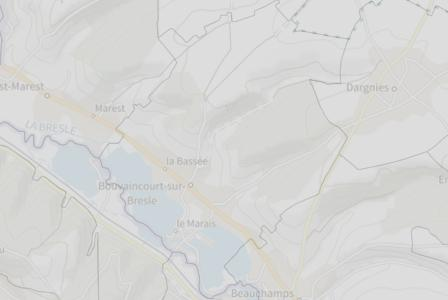 st-Marest
Marest
LA BRESLE
Dargnies
la Bassée
Bouvaincourt-sur-
Bresle
le Marais
Beauchamps